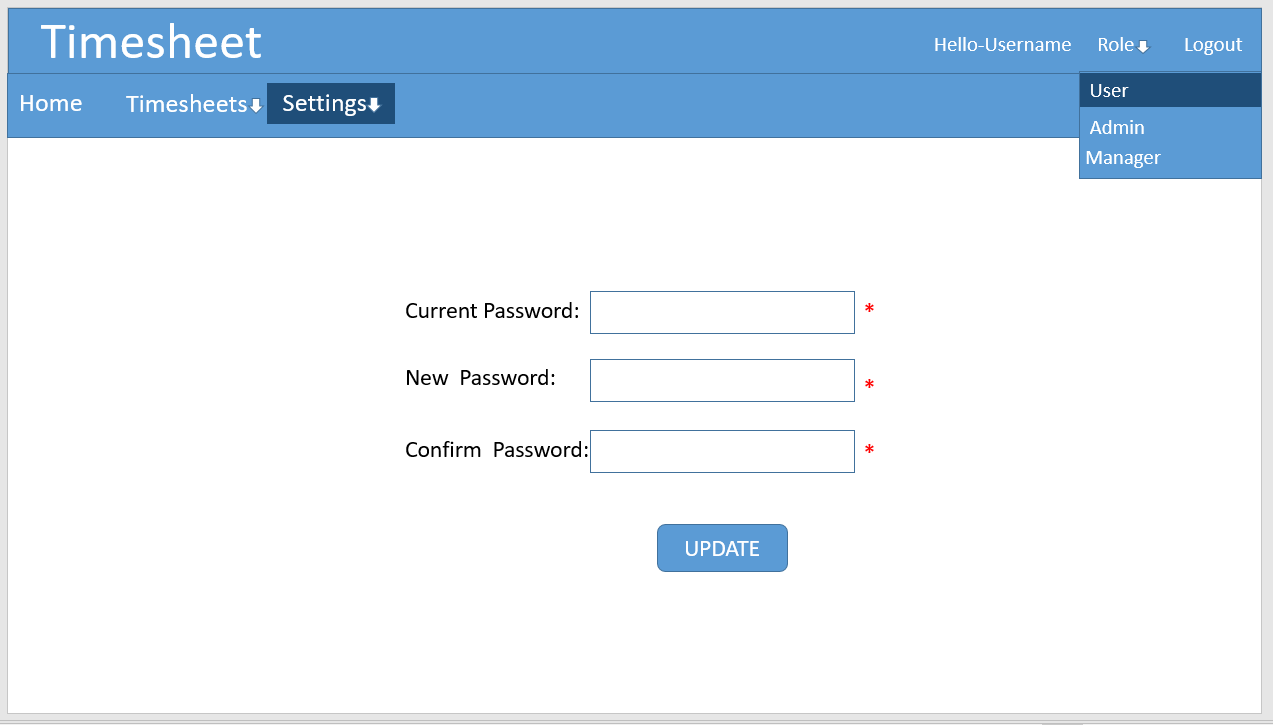 Timesheet
Hello-Username Role Logout
Home Timesheets Settings
User
Admin
Manager
Current Password: *
New Password: *
Confirm Password: *
UPDATE